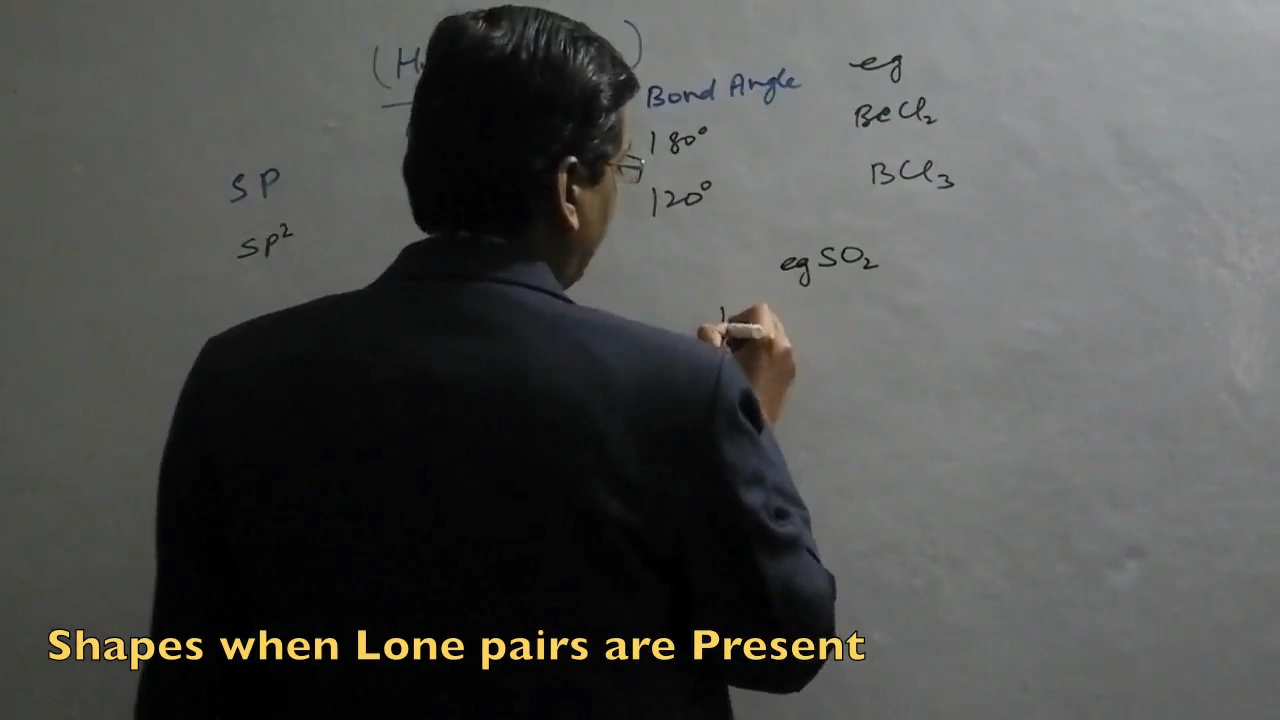 (H )
Bond Angle eg
180° BeCl2
SP 120° BCl3
SP² eg SO2
Shapes when Lone pairs are Present